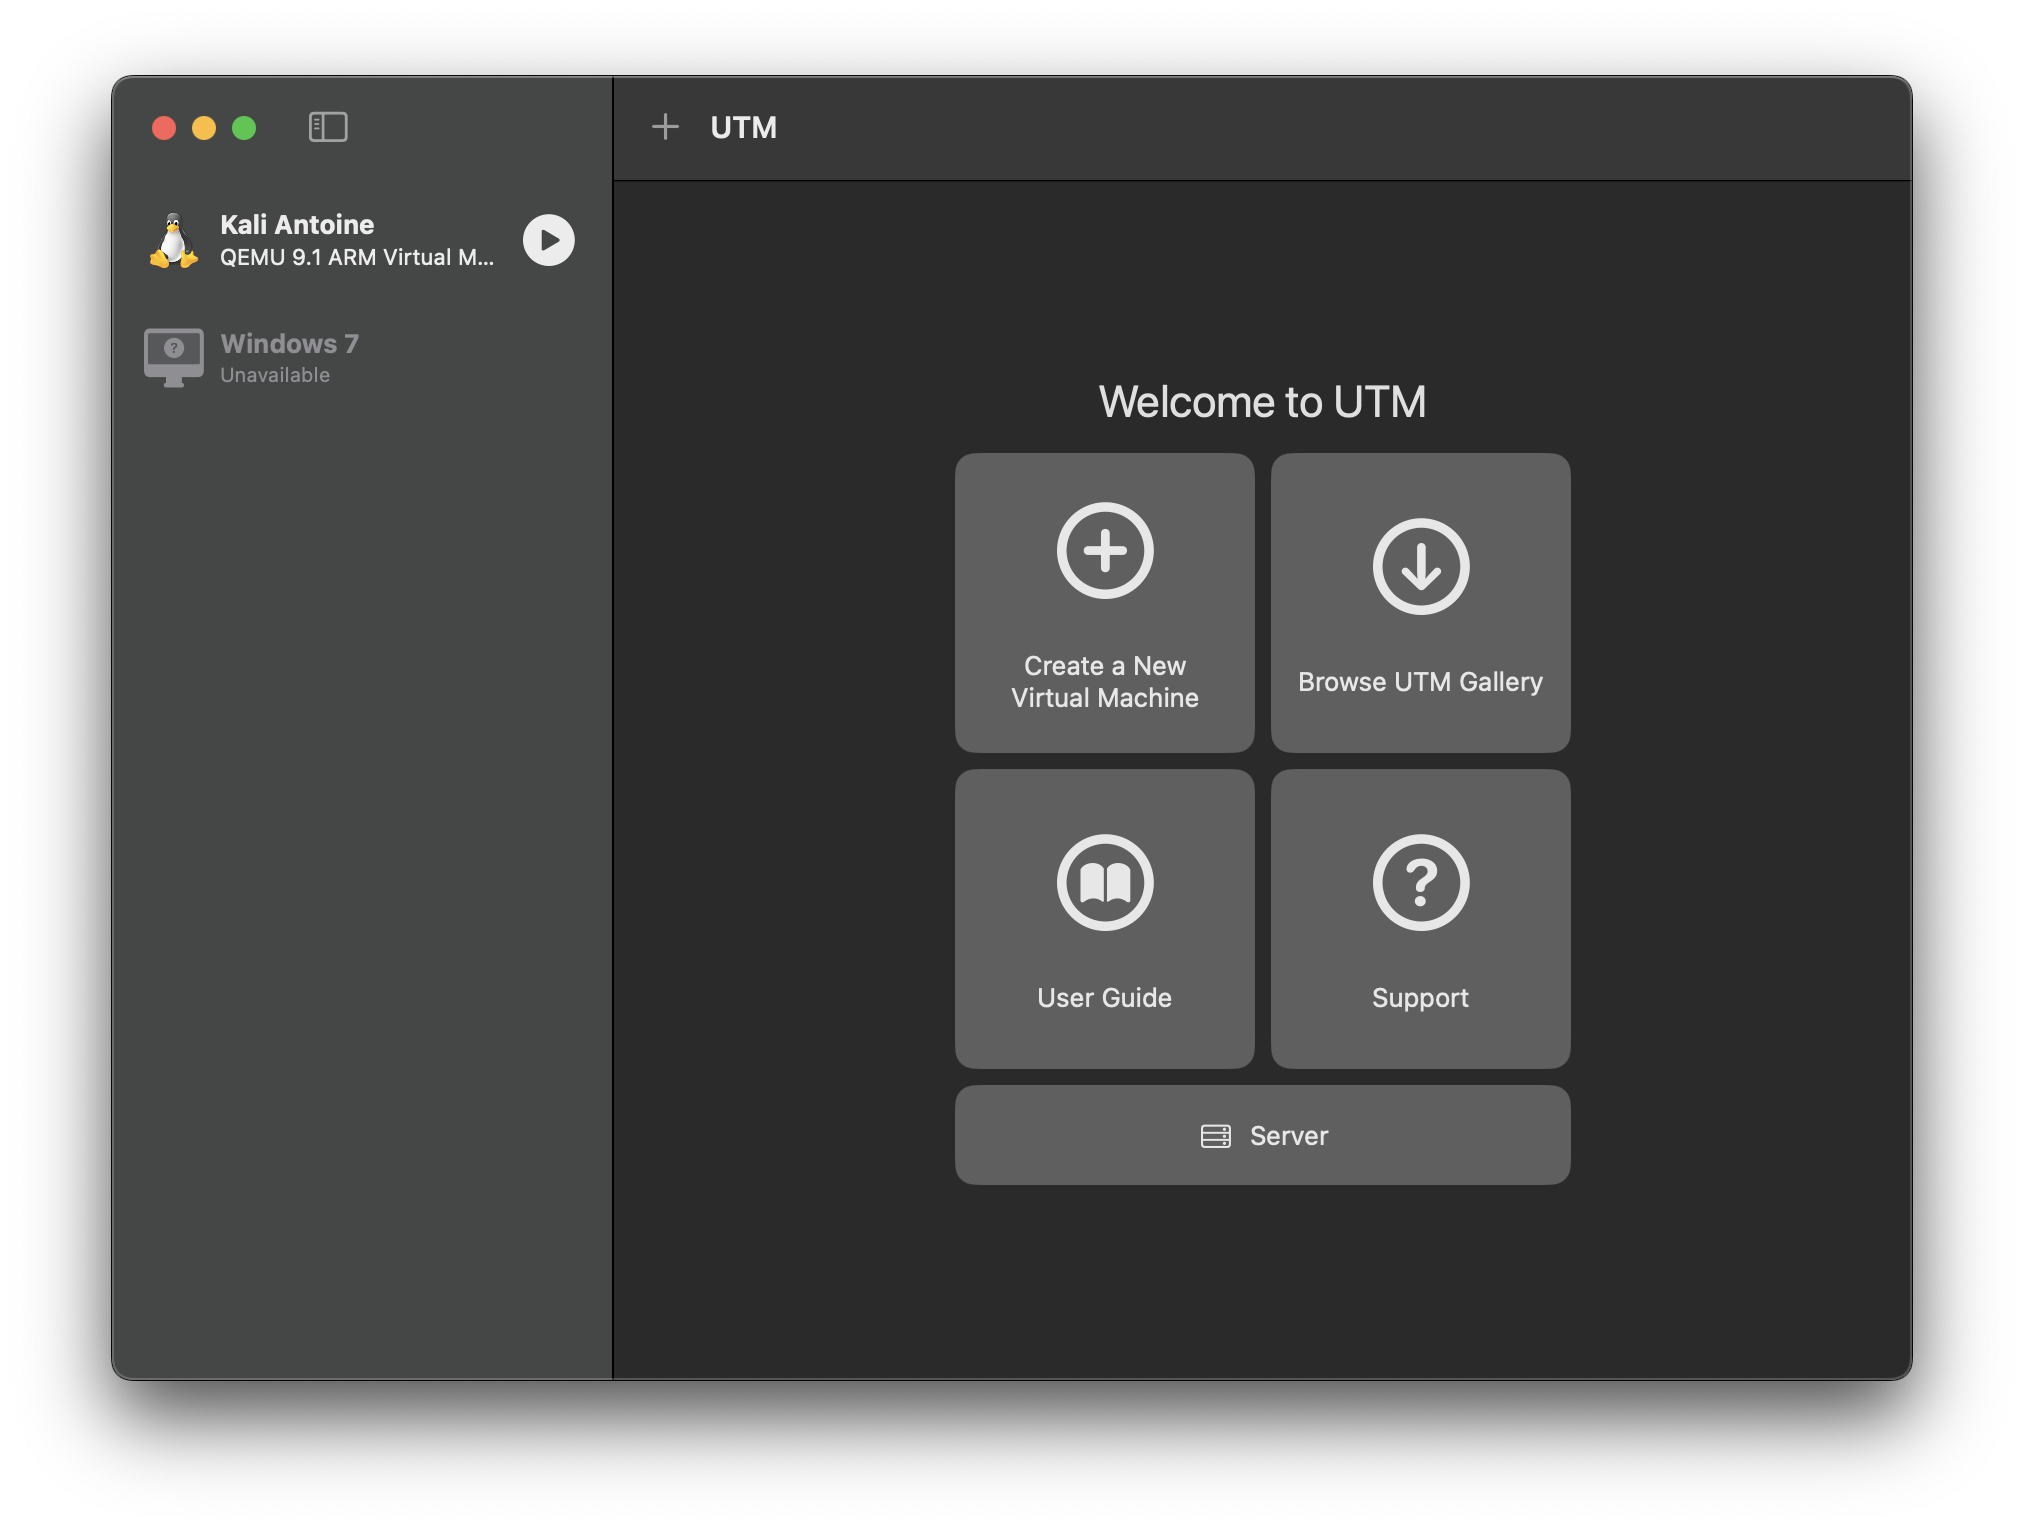 UTM
Kali Antoine
QEMU 9.1 ARM Virtual M...
Windows 7
Unavailable
Welcome to UTM
Create a New
Virtual Machine
Browse UTM Gallery
User Guide
Support
Server